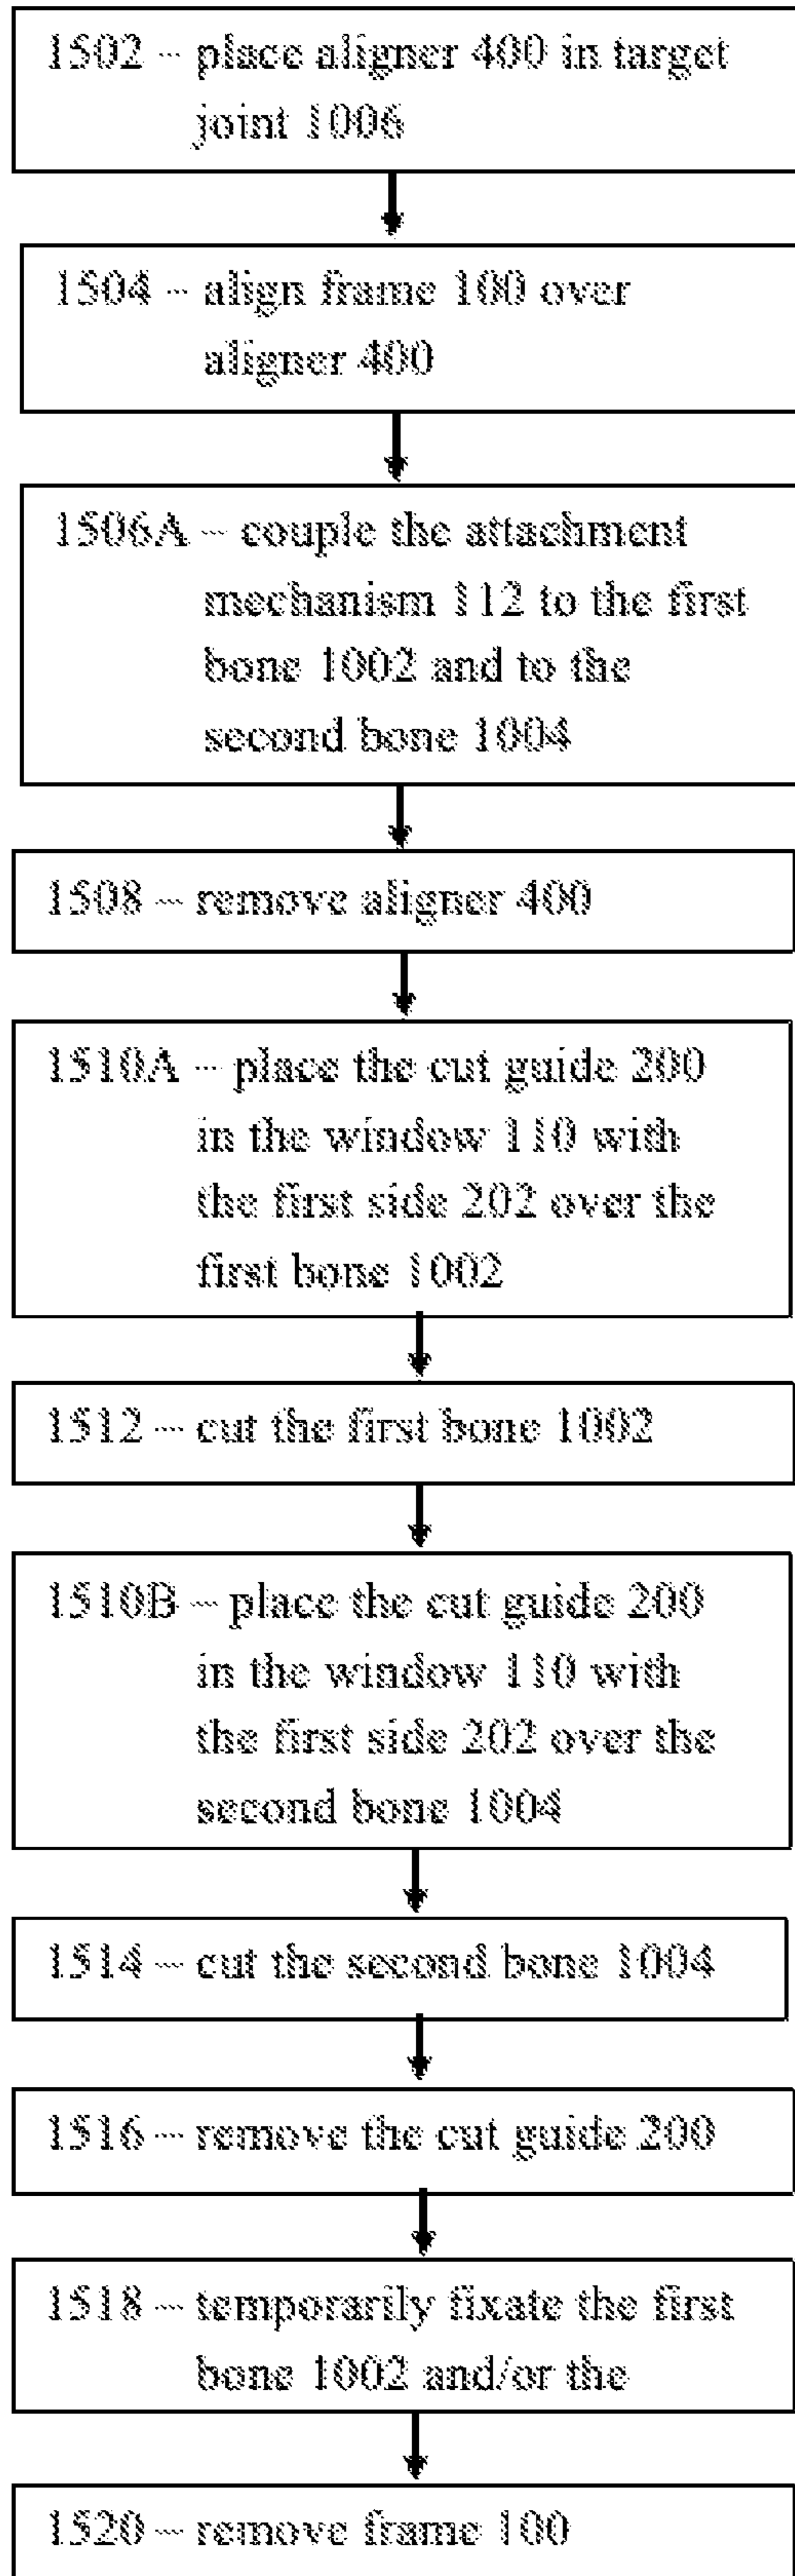 1502 – place aligner 400 in target
joint 1006
1504 – align frame 100 over
aligner 400
1506A – couple the attachment
mechanism 112 to the first
bone 1002 and to the
second bone 1004
1508 – remove aligner 400
1510A – place the cut guide 200
in the window 110 with
the first side 202 over the
first bone 1002
1512 – cut the first bone 1002
1510B – place the cut guide 200
in the window 110 with
the first side 202 over the
second bone 1004
1514 – cut the second bone 1004
1516 – remove the cut guide 200
1518 – temporarily fixate the first
bone 1002 and/or the
1520 – remove frame 100